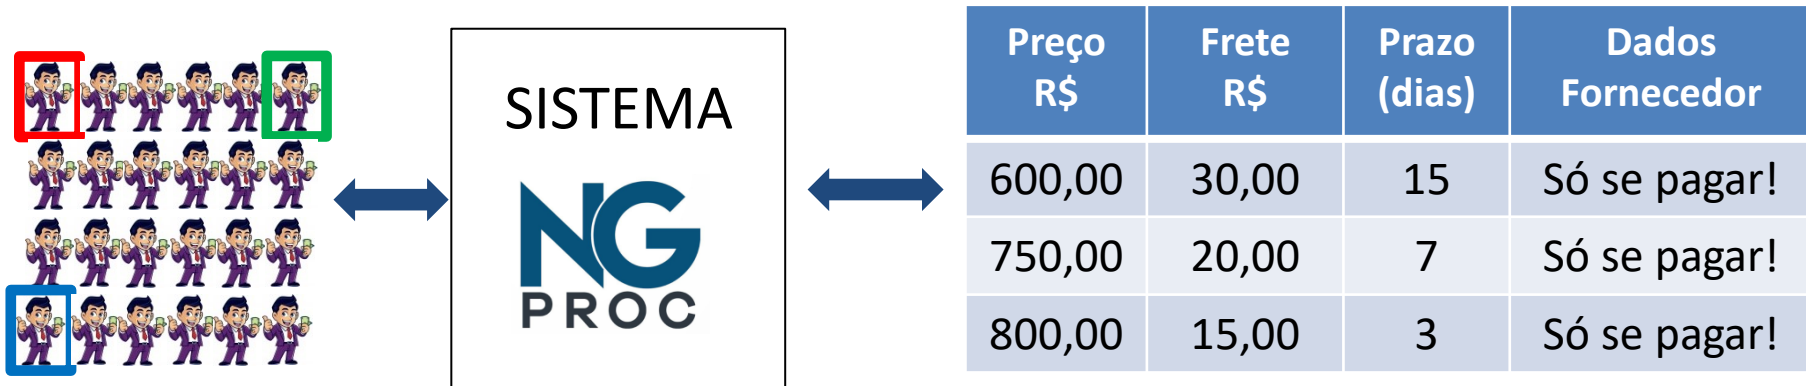 SISTEMA
NG
PROC
Preço R$ Frete R$ Prazo (dias) Dados Fornecedor
600,00 30,00 15 Só se pagar!
750,00 20,00 7 Só se pagar!
800,00 15,00 3 Só se pagar!